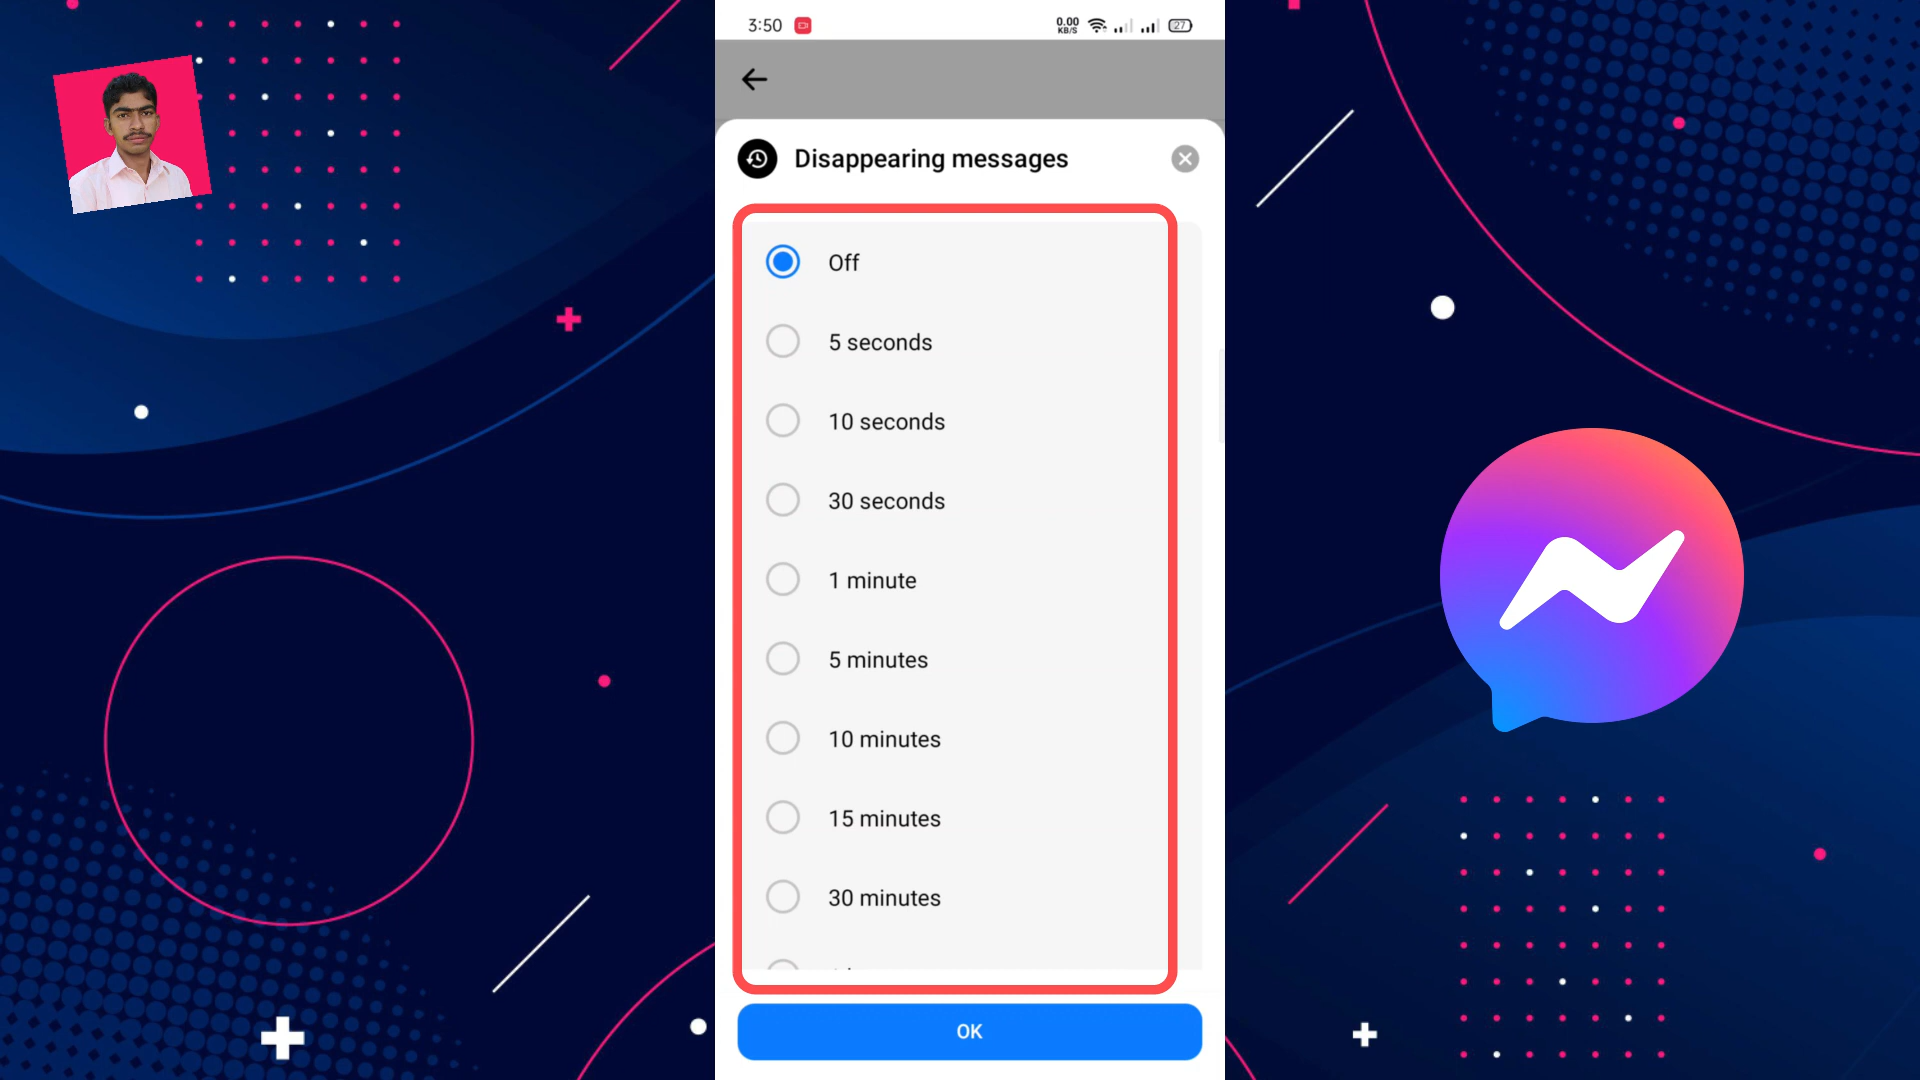 3:50
0.00
KB/S
27
Disappearing messages
Off
5 seconds
10 seconds
30 seconds
1 minute
5 minutes
10 minutes
15 minutes
30 minutes
OK